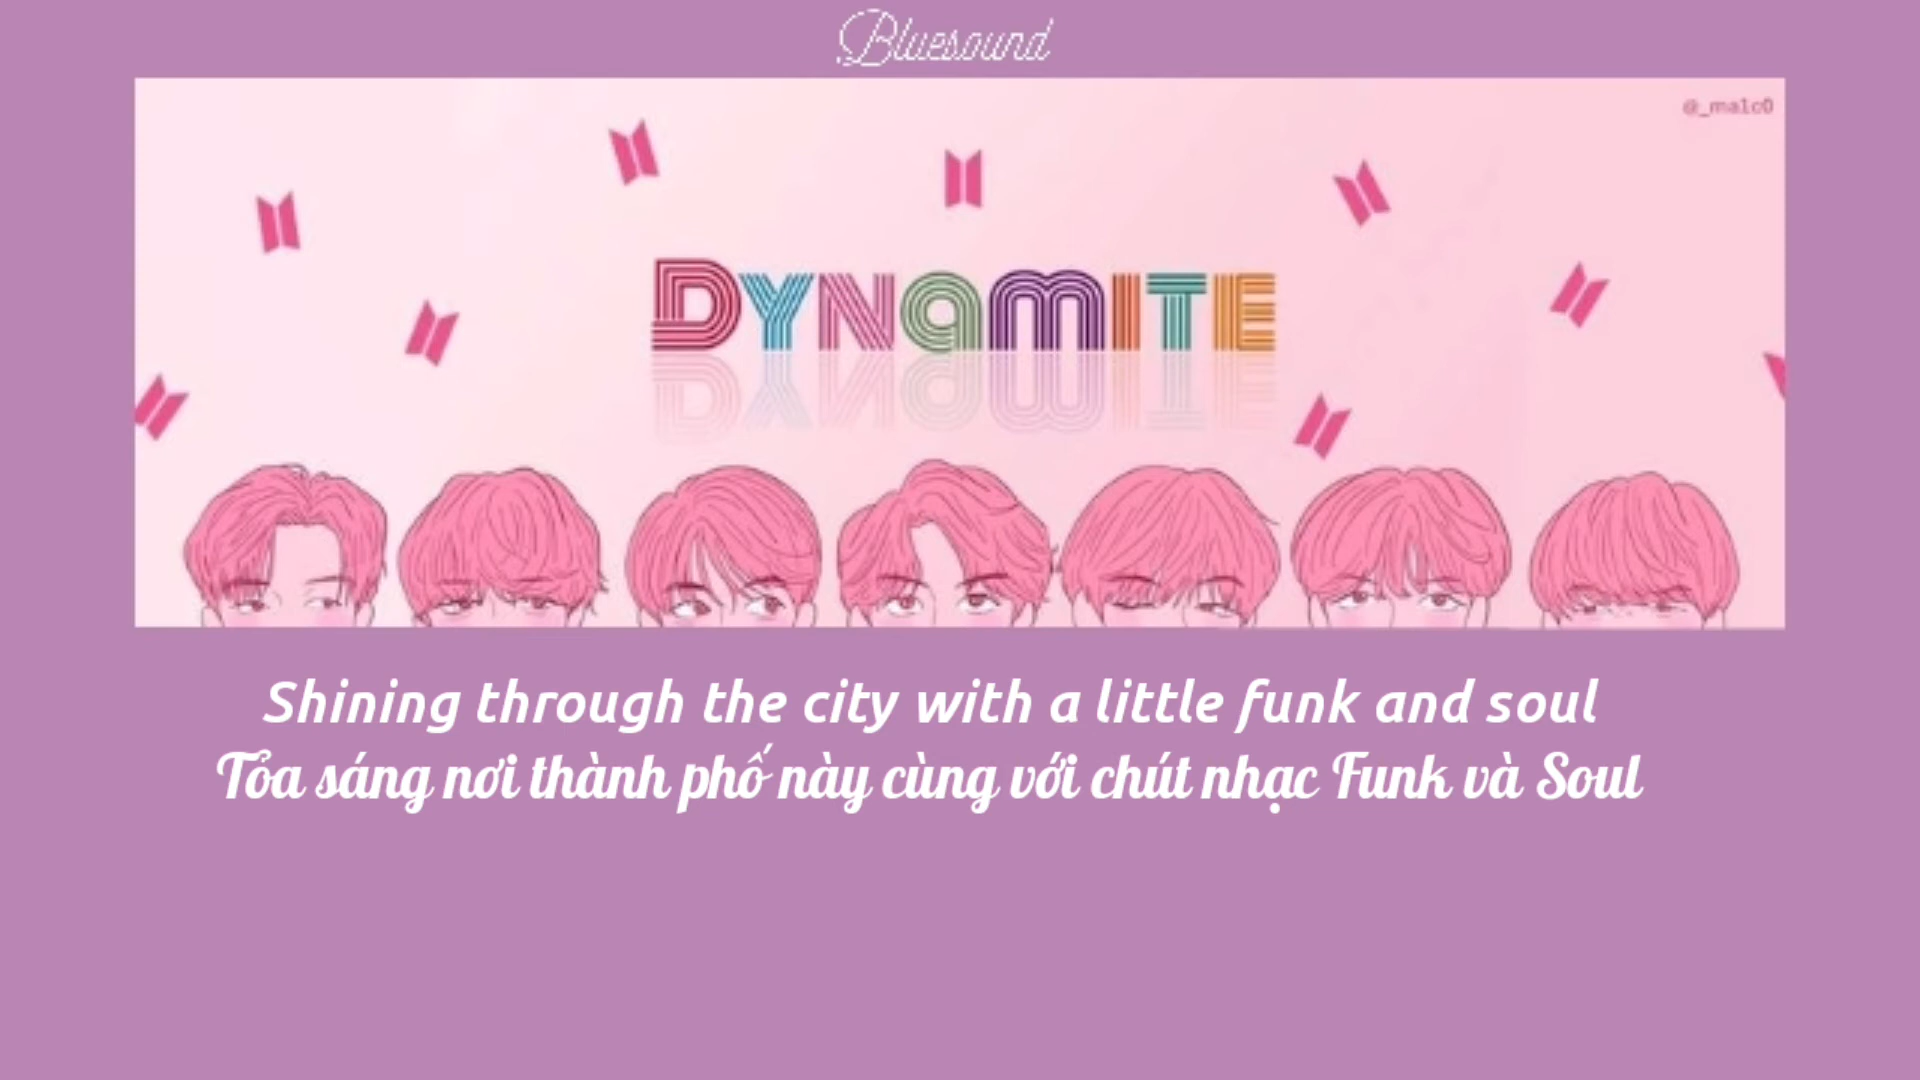 Bluesound
@_ma1c0
DYNAMITE
Shining through the city with a little funk and soul
Tỏa sáng nơi thành phố này cùng với chút nhạc Funk và Soul